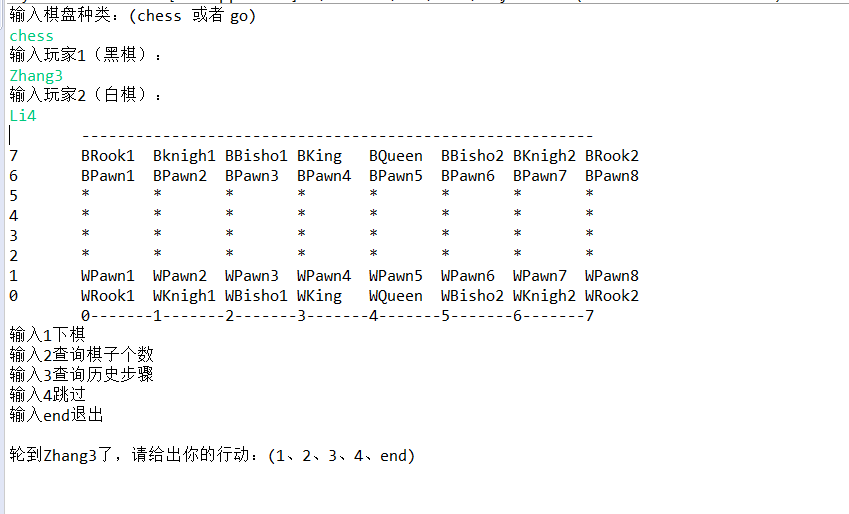 输入棋盘种类：(chess 或者 go)
chess
输入玩家1（黑棋）：
Zhang3
输入玩家2（白棋）：
Li4
---------------------------------------------------------
7 BRook1 Bknigh1 BBisho1 BKing BQueen BBisho2 BKnigh2 BRook2
6 BPawn1 BPawn2 BPawn3 BPawn4 BPawn5 BPawn6 BPawn7 BPawn8
5 * * * * * * * *
4 * * * * * * * *
3 * * * * * * * *
2 * * * * * * * *
1 WPawn1 WPawn2 WPawn3 WPawn4 WPawn5 WPawn6 WPawn7 WPawn8
0 WRook1 WKnigh1 WBisho1 WKing WQueen WBisho2 WKnigh2 WRook2
0-------1-------2-------3-------4-------5-------6-------7
输入1下棋
输入2查询棋子个数
输入3查询历史步骤
输入4跳过
输入end退出
轮到Zhang3了，请给出你的行动：(1、2、3、4、end)